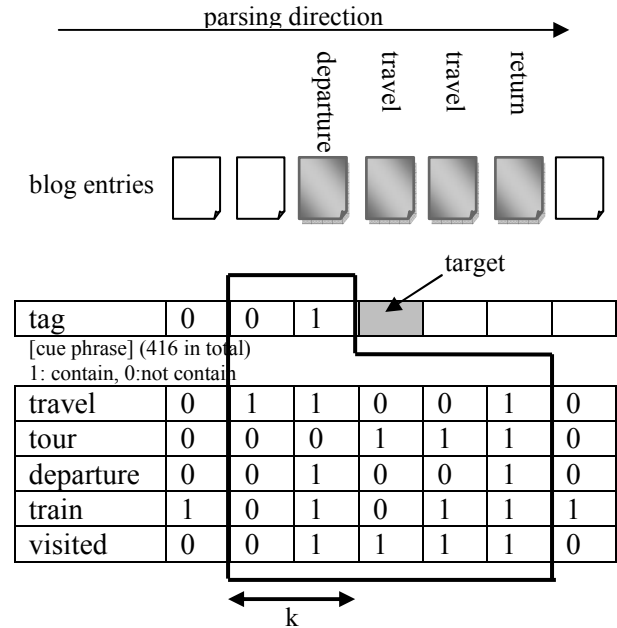 parsing direction
departure
travel
travel
return
blog entries
target
tag 0 0 1
[cue phrase] (416 in total)
1: contain, 0:not contain
travel 0 1 1 0 0 1 0
tour 0 0 0 1 1 1 0
departure 0 0 1 0 0 1 0
train 1 0 1 0 1 1 1
visited 0 0 1 1 1 1 0
k